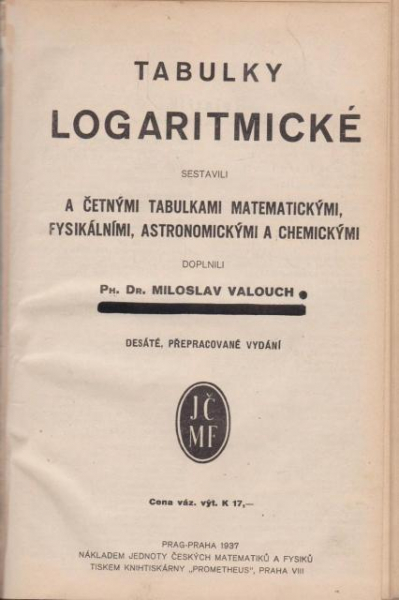 TABULKY
LOGARITMICKÉ
SESTAVILI
A ČETNÝMI TABULKAMI MATEMATICKÝMI,
FYSIKÁLNÍMI, ASTRONOMICKÝMI A CHEMICKÝMI
DOPLNILI
PH. DR. MILOSLAV VALOUCH
DESÁTÉ, PŘEPRACOVANÉ VYDÁNÍ
JČ
MF
Cena váz. výt. K 17,—
PRAG-PRAHA 1937
NÁKLADEM JEDNOTY ČESKÝCH MATEMATIKŮ A FYSIKŮ
TISKEM KNIHTISKÁRNY „PROMETHEUS", PRAHA VIII